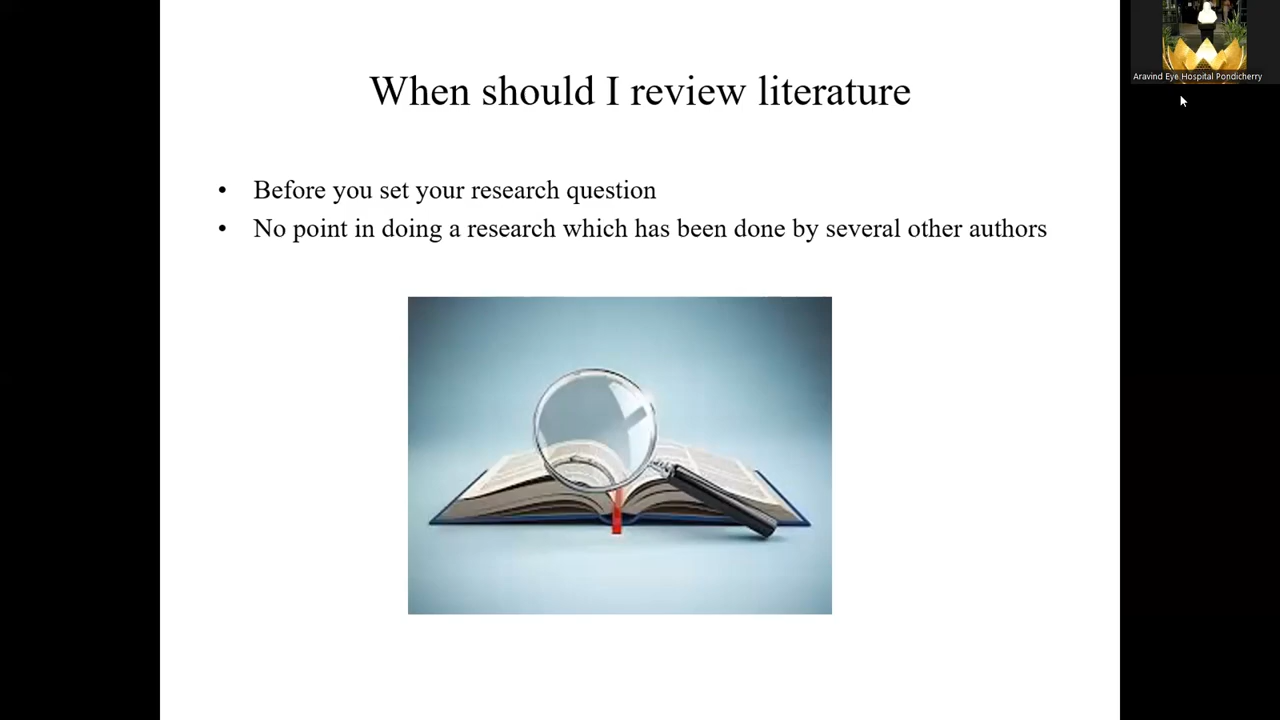 When should I review literature
• Before you set your research question
• No point in doing a research which has been done by several other authors
Aravind Eye Hospital Pondicherry